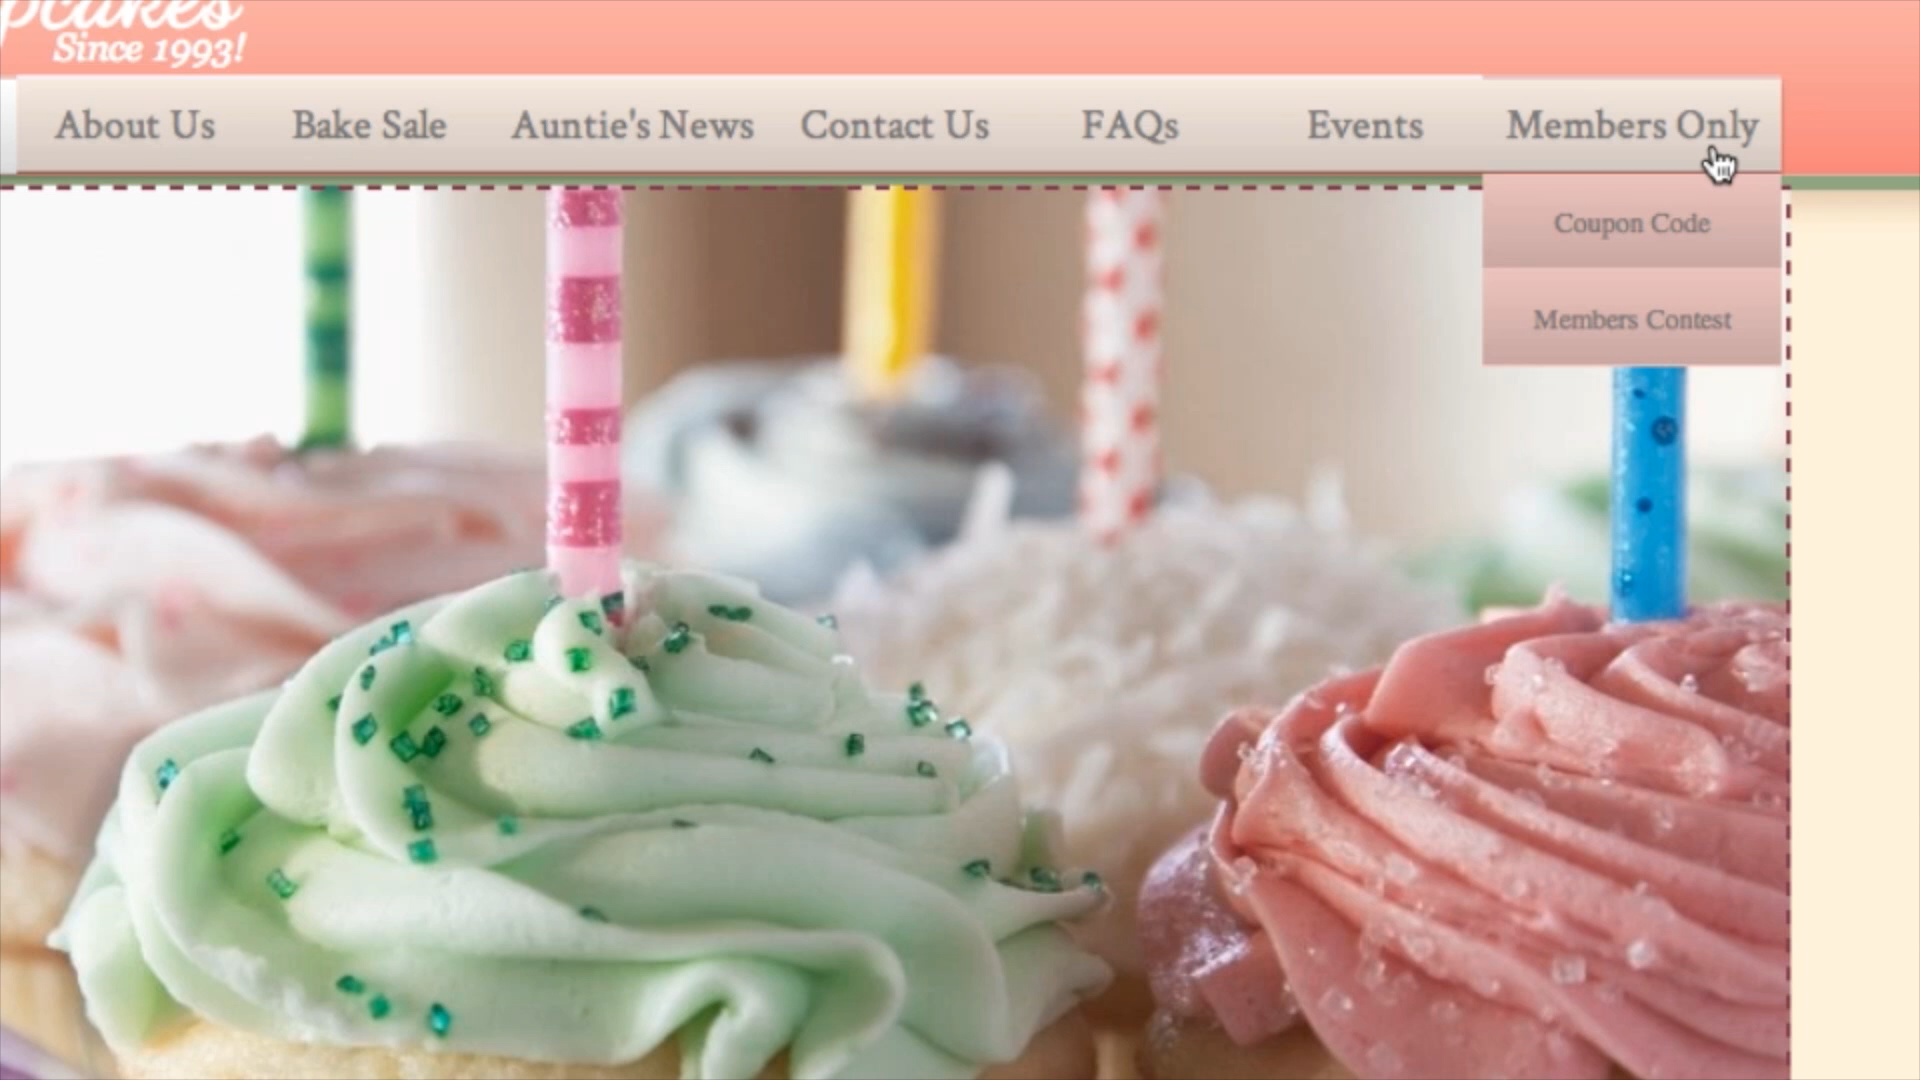 Since 1993!
About Us Bake Sale Auntie's News Contact Us FAQs Events Members Only
Coupon Code
Members Contest